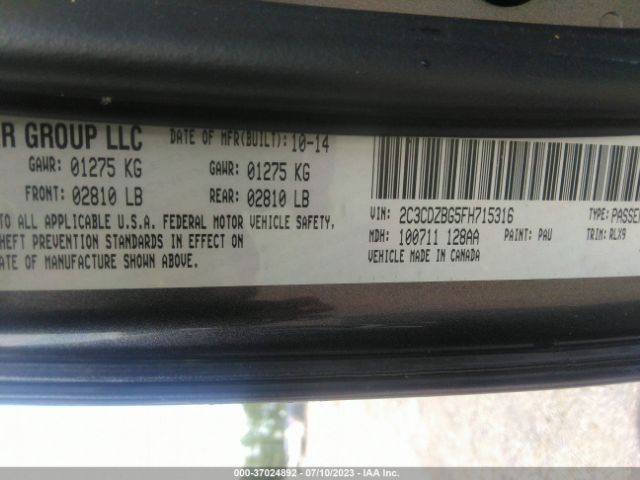 R GROUP LLC DATE OF MFR(BUILT): 10-14
GAWR: 01275 KG GAWR: 01275 KG
FRONT: 02810 LB REAR: 02810 LB
TO ALL APPLICABLE U.S.A. FEDERAL MOTOR VEHICLE SAFETY,
HEFT PREVENTION STANDARDS IN EFFECT ON
ATE OF MANUFACTURE SHOWN ABOVE.
VIN: 2C3CDZBG5FH715316 TYPE: PASSEN
MDH: 100711 128AA PAINT: PAU TRIM: RLX9
VEHICLE MADE IN CANADA
000-37024892 - 07/10/2023 - IAA Inc.